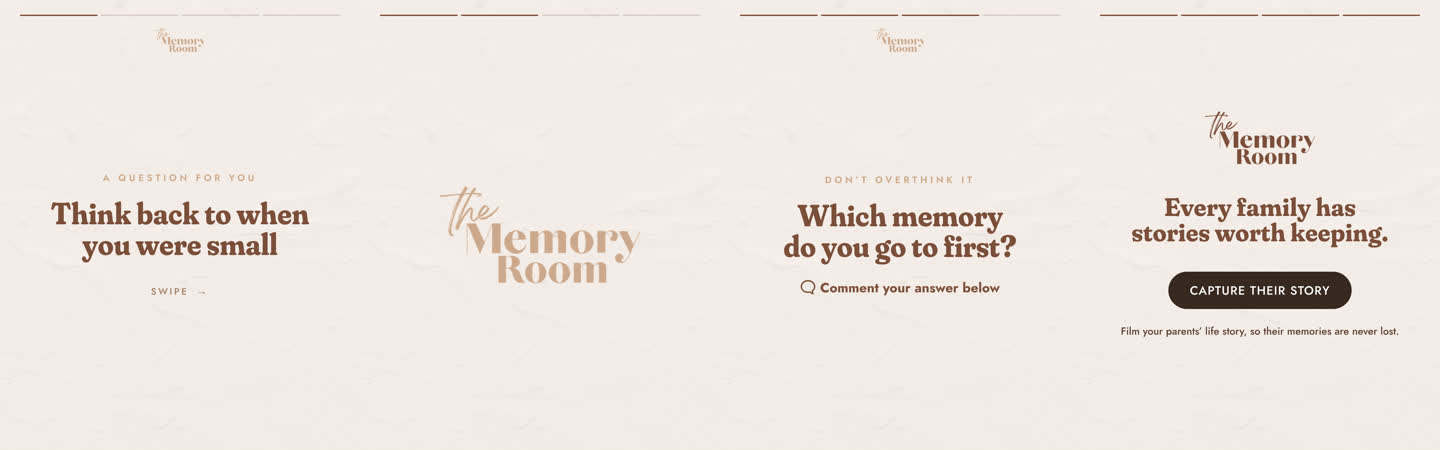 the
Memory
Room
A QUESTION FOR YOU
Think back to when
you were small
SWIPE →
the
Memory
Room
the
Memory
Room
DON'T OVERTHINK IT
Which memory
do you go to first?
Comment your answer below
the
Memory
Room
Every family has
stories worth keeping.
CAPTURE THEIR STORY
Film your parents' life story, so their memories are never lost.